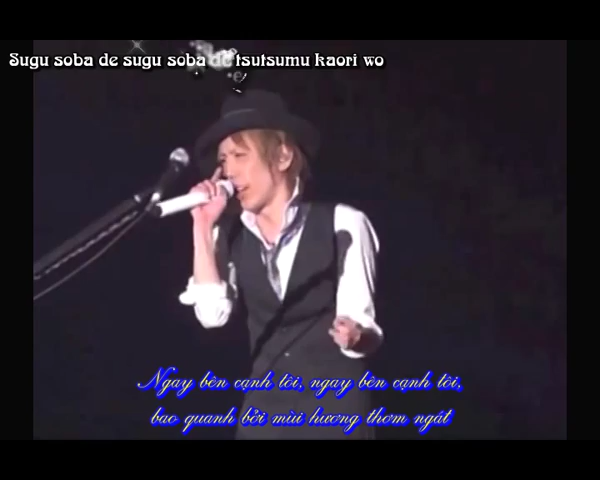 Sugu soba de sugu soba de tsutsumu kaori wo
Ngay bên cạnh tôi, ngay bên cạnh tôi,
bao quanh bởi mùi hương thơm ngát